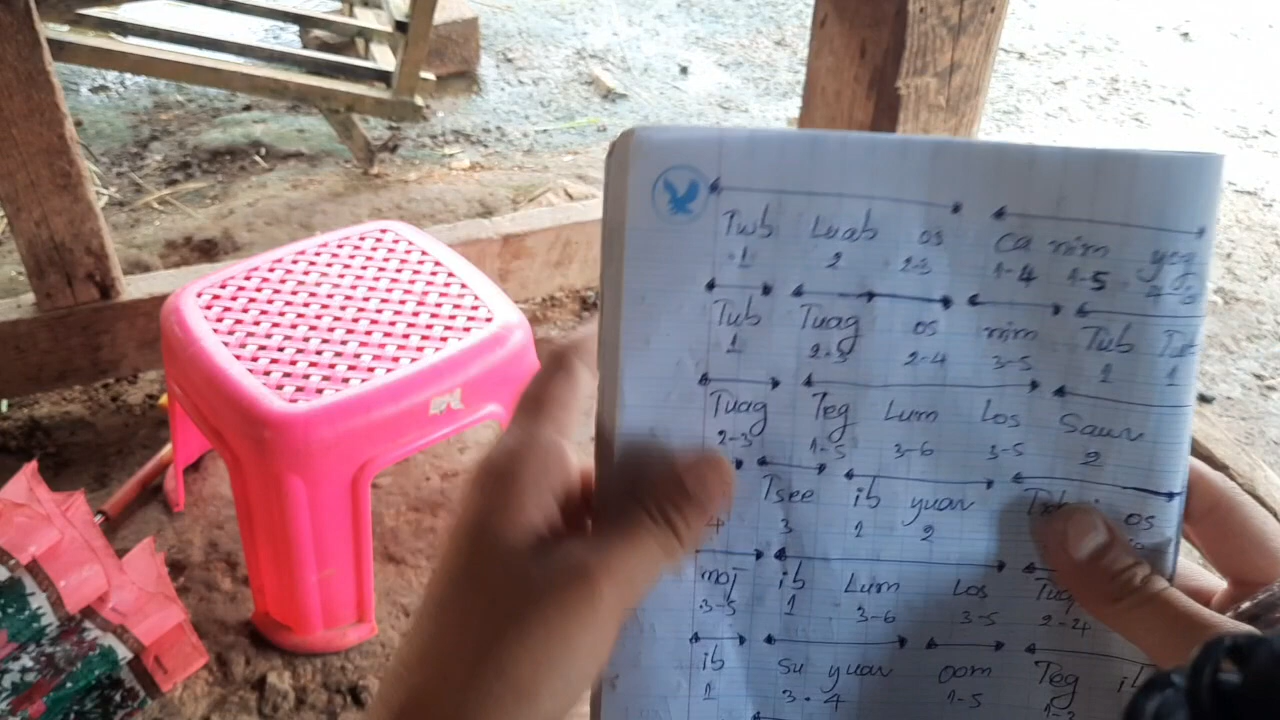 Twb Luab os Ca nim
1 2 2-3 1-4 1-5
Tub Tuag os nim Tub
1 2-3 2-4 3-5 1
Tuag Teg Lum Los Saum
2-3 1-5 3-6 3-5 2
Tsee ib yuav os
4 3 1 2
moj ib Lum Los
3-5 1 3-6 3-5 2-4
ib su yuav oom Teg
1 3.4 1-5